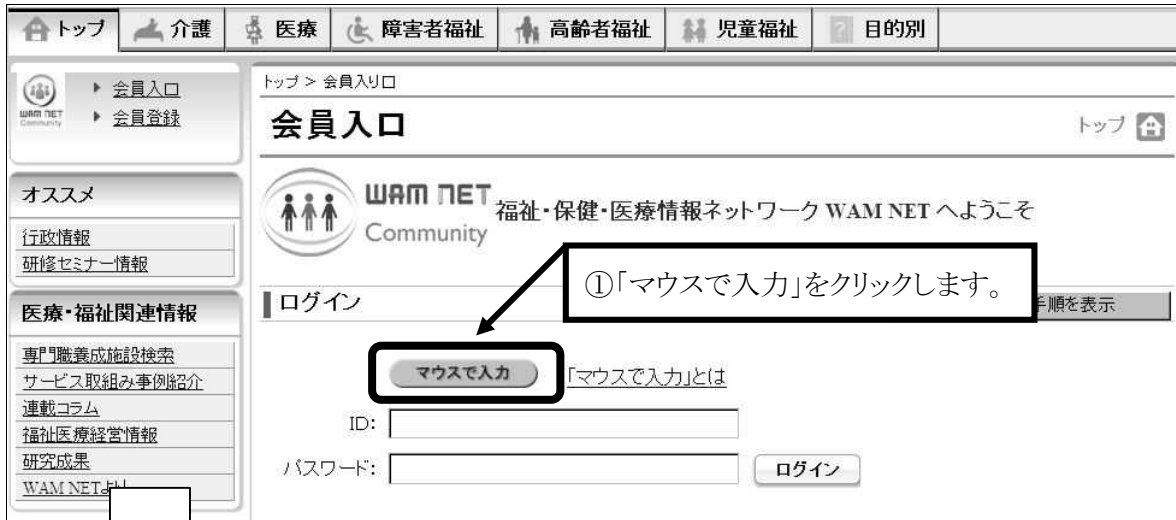 トップ 介護 医療 障害者福祉 高齢者福祉 児童福祉 目的別
会員入口
会員登録
WAM NET
Community
オススメ
行政情報
研修セミナー情報
医療・福祉関連情報
専門職養成施設検索
サービス取組み事例紹介
連載コラム
福祉医療経営情報
研究成果
WAM NETより
トップ > 会員入り口
会員入口
トップ
WAM NET
Community
福祉・保健・医療情報ネットワーク WAM NET へようこそ
①「マウスで入力」をクリックします。
ログイン
手順を表示
マウスで入力 「マウスで入力」とは
ID:
パスワード: ログイン